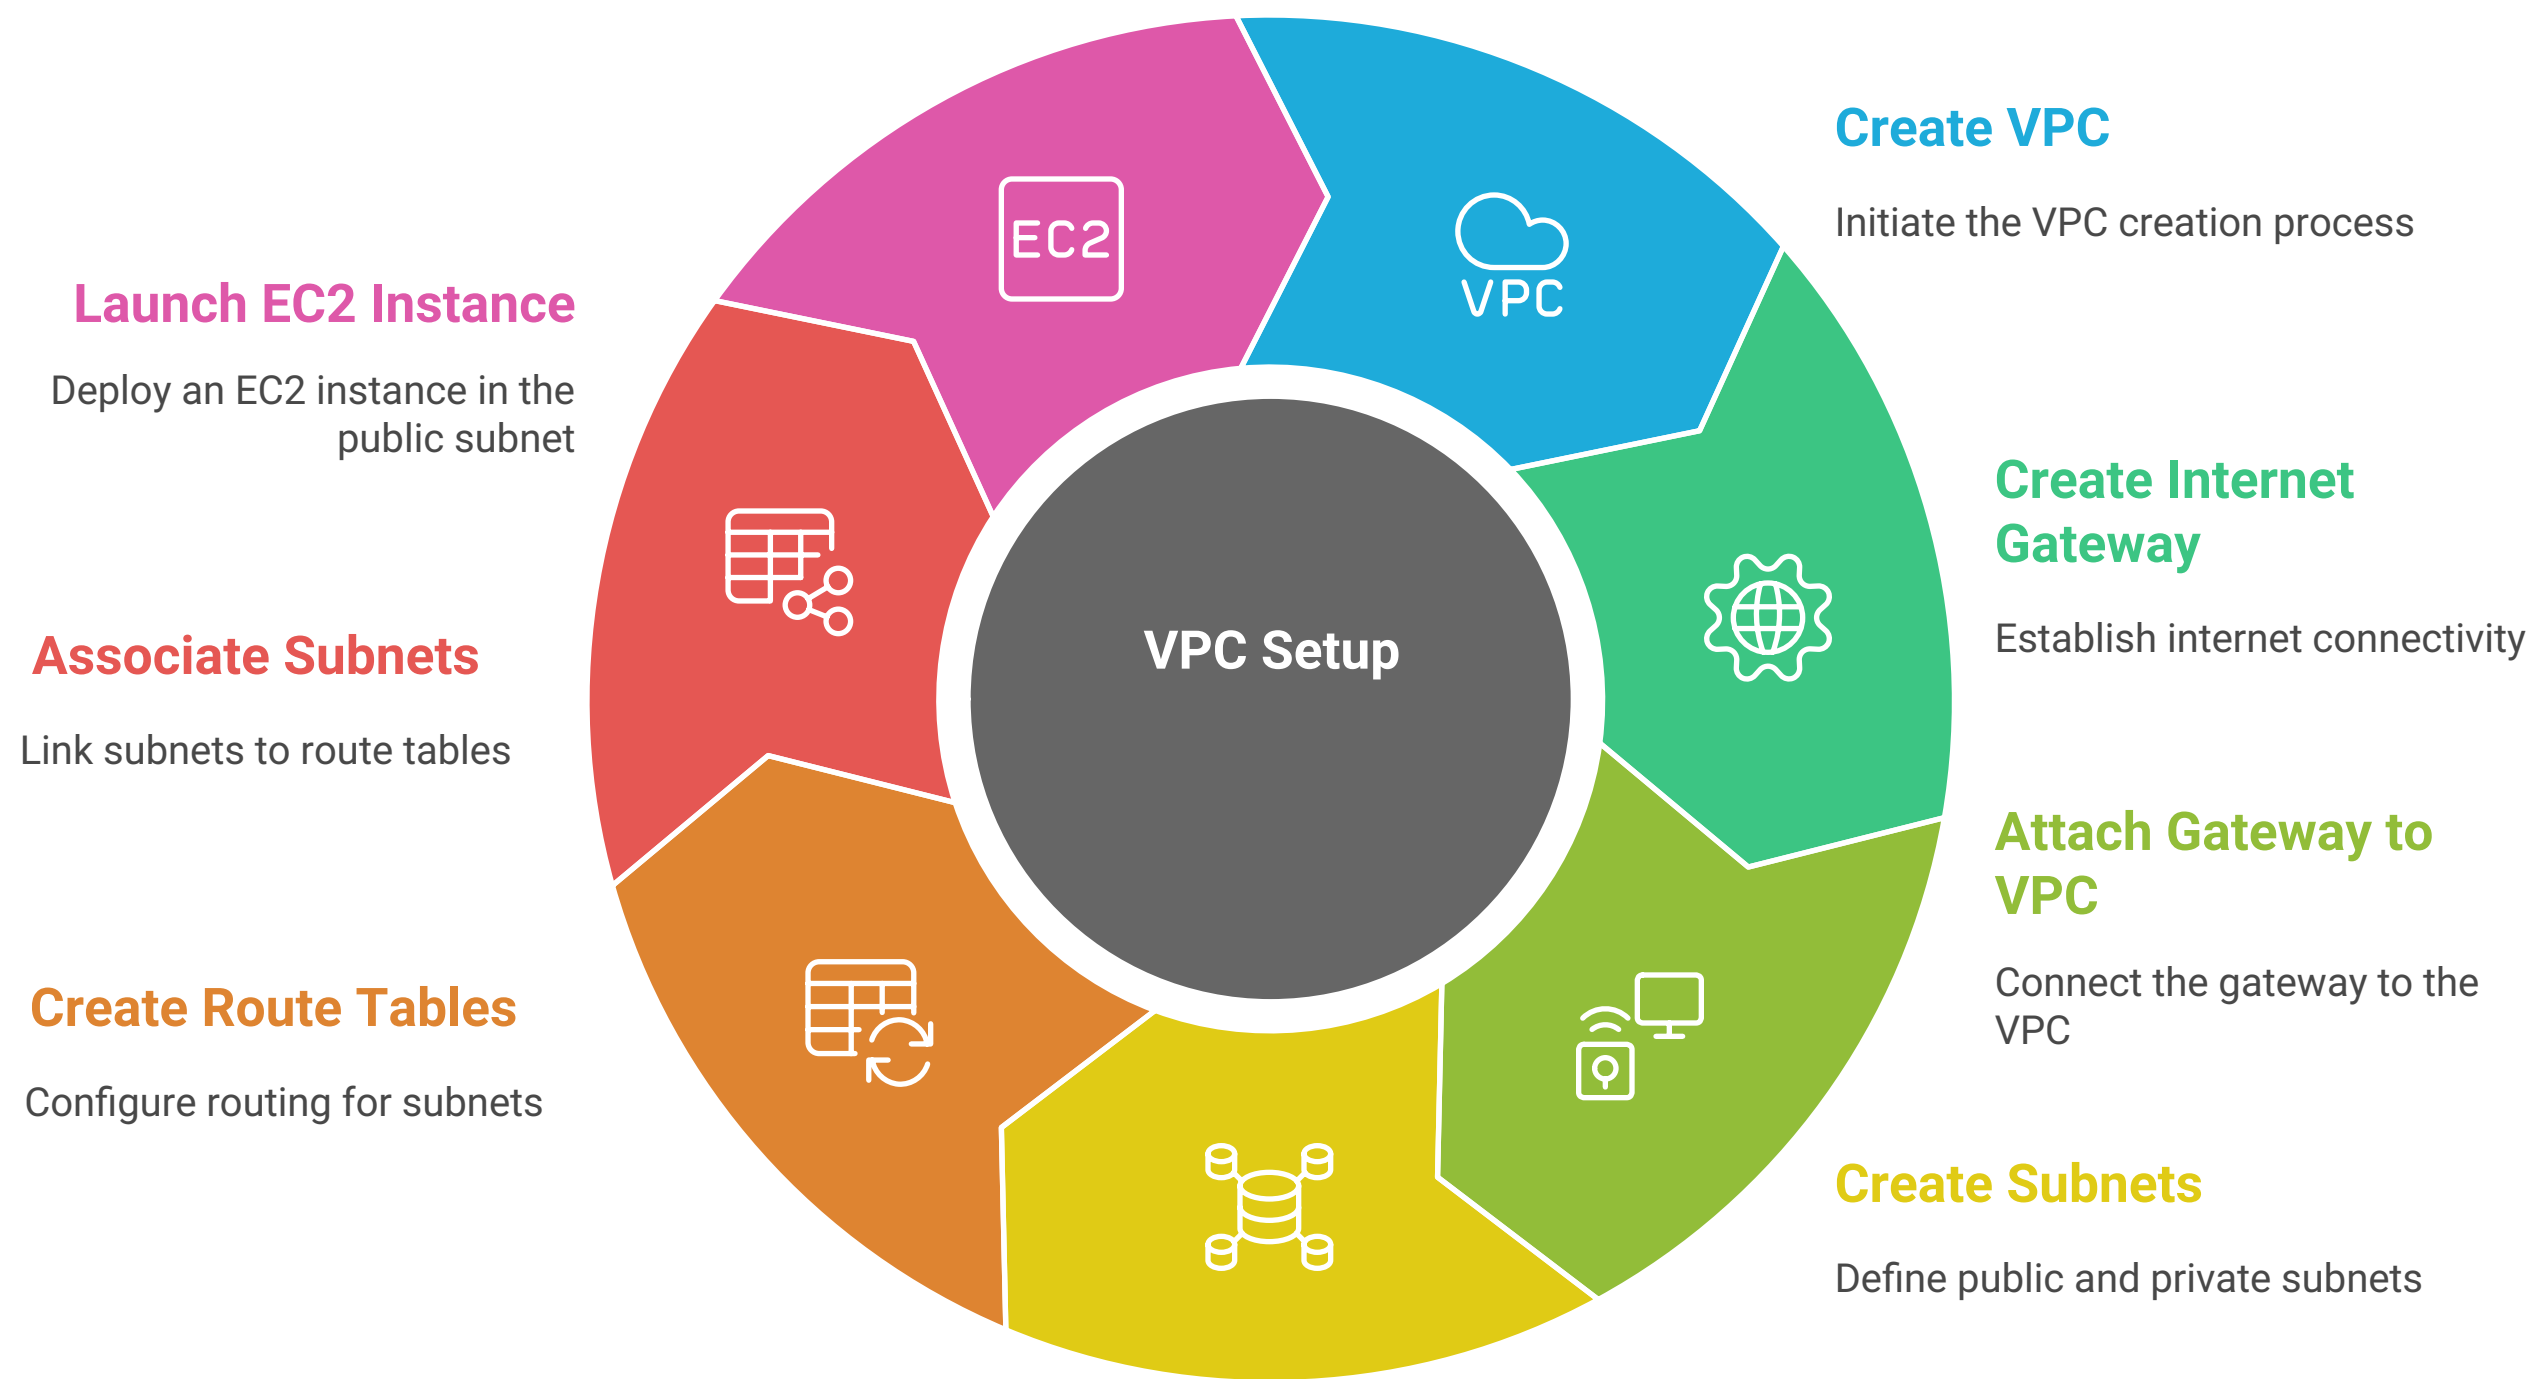 VPC Setup
Create VPC
Initiate the VPC creation process
VPC
Create Internet
Gateway
Establish internet connectivity
Attach Gateway to
VPC
Connect the gateway to the
VPC
Create Subnets
Define public and private subnets
Create Route Tables
Configure routing for subnets
Associate Subnets
Link subnets to route tables
Launch EC2 Instance
Deploy an EC2 instance in the
public subnet
EC2